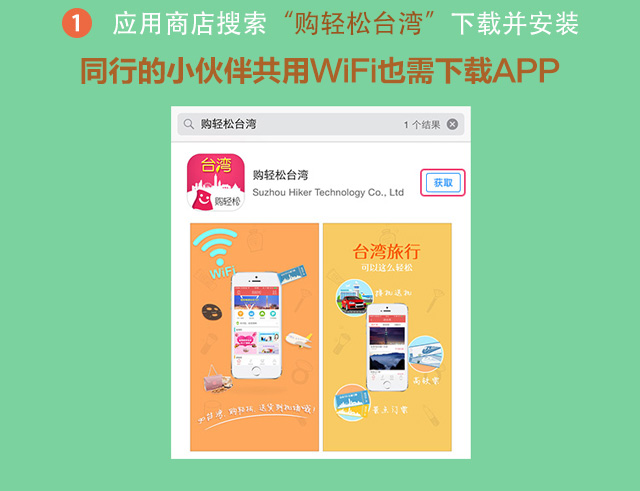 1 应用商店搜索“购轻松台湾”下载并安装
同行的小伙伴共用WiFi也需下载APP
购轻松台湾 1 个结果
台湾
购轻松
购轻松台湾
Suzhou Hiker Technology Co., Ltd
获取
WiFi
台湾旅行
可以这么轻松
接机送机
高铁票
景点门票